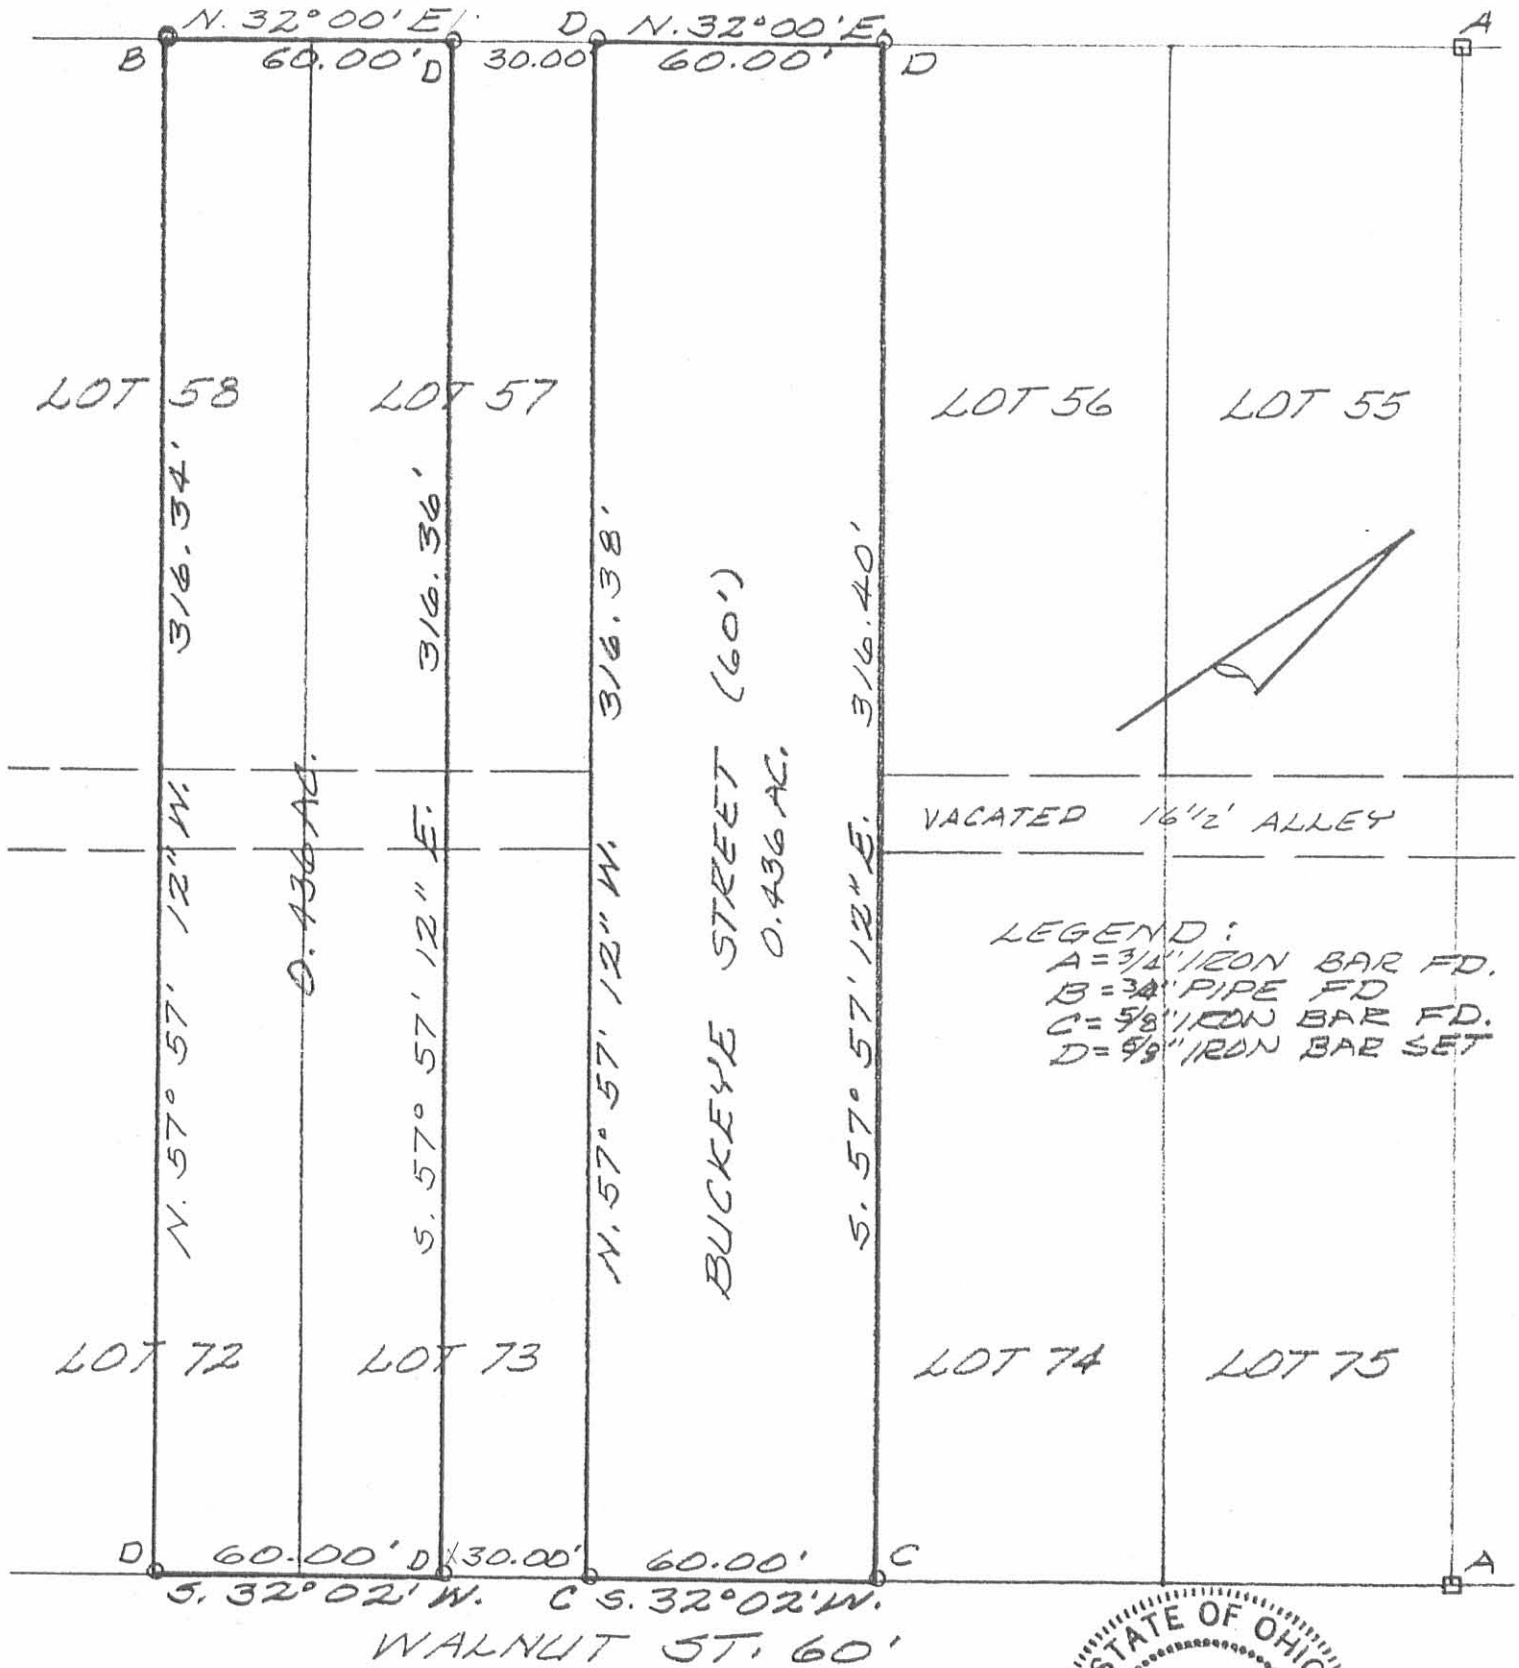 N. 32° 00' E.
D
N. 32° 00' E.
A
B
60.00'
D
30.00
60.00'
D
LOT 58
LOT 57
LOT 56
LOT 55
316.34'
316.36'
316.38'
316.40'
BUCKEYE STREET (60')
0.436 AC.
0.436 AC.
VACATED 16 1/2' ALLEY
N. 57° 57' 12" W.
S. 57° 57' 12" E.
N. 57° 57' 12" W.
S. 57° 57' 12" E.
LEGEND:
A = 3/4" IRON BAR FD.
B = 3/4" PIPE FD
C = 5/8" IRON BAR FD.
D = 5/8" IRON BAR SET
LOT 72
LOT 73
LOT 74
LOT 75
D
60.00'
D
30.00'
60.00'
C
A
S. 32° 02' W.
C
S. 32° 02' W.
WALNUT ST. 60'
STATE OF OHIO